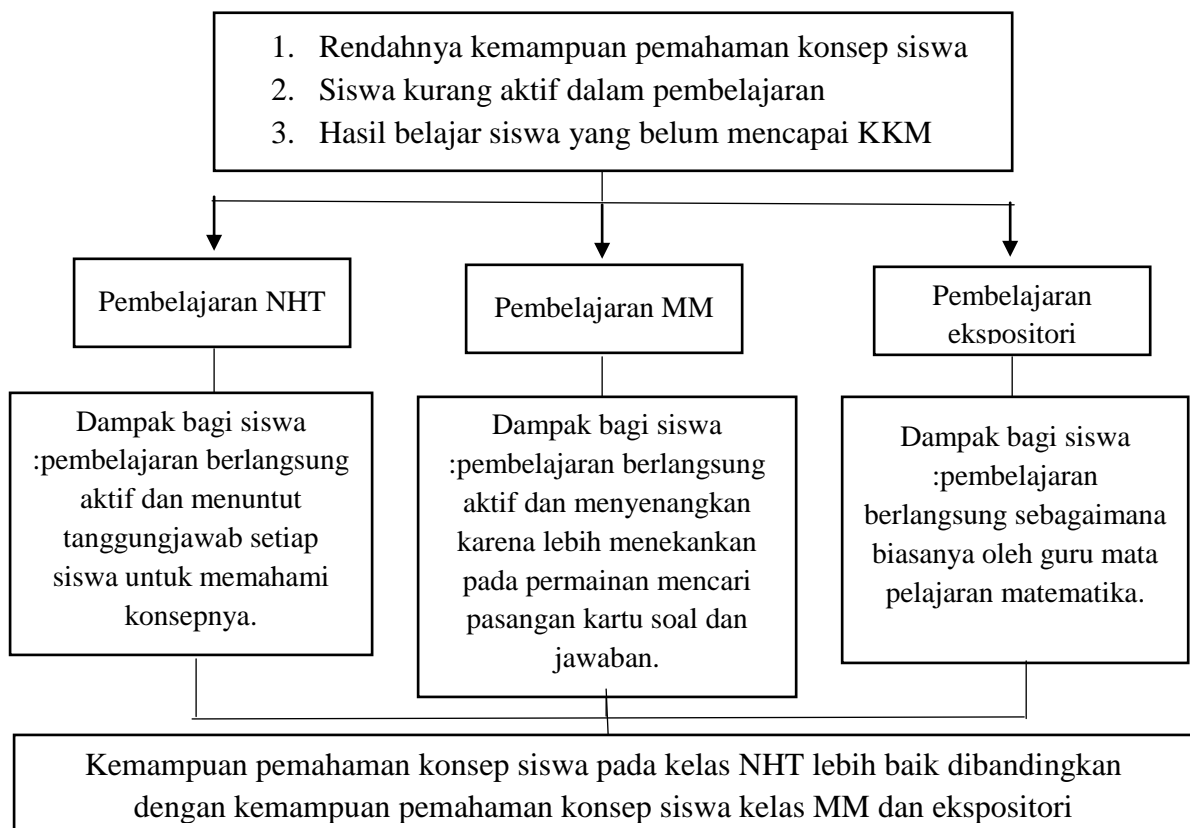 1. Rendahnya kemampuan pemahaman konsep siswa
2. Siswa kurang aktif dalam pembelajaran
3. Hasil belajar siswa yang belum mencapai KKM
Pembelajaran NHT
Pembelajaran MM
Pembelajaran
ekspositori
Dampak bagi siswa
:pembelajaran berlangsung
aktif dan menuntut
tanggungjawab setiap
siswa untuk memahami
konsepnya.
Dampak bagi siswa
:pembelajaran berlangsung
aktif dan menyenangkan
karena lebih menekankan
pada permainan mencari
pasangan kartu soal dan
jawaban.
Dampak bagi siswa
:pembelajaran
berlangsung sebagaimana
biasanya oleh guru mata
pelajaran matematika.
Kemampuan pemahaman konsep siswa pada kelas NHT lebih baik dibandingkan
dengan kemampuan pemahaman konsep siswa kelas MM dan ekspositori